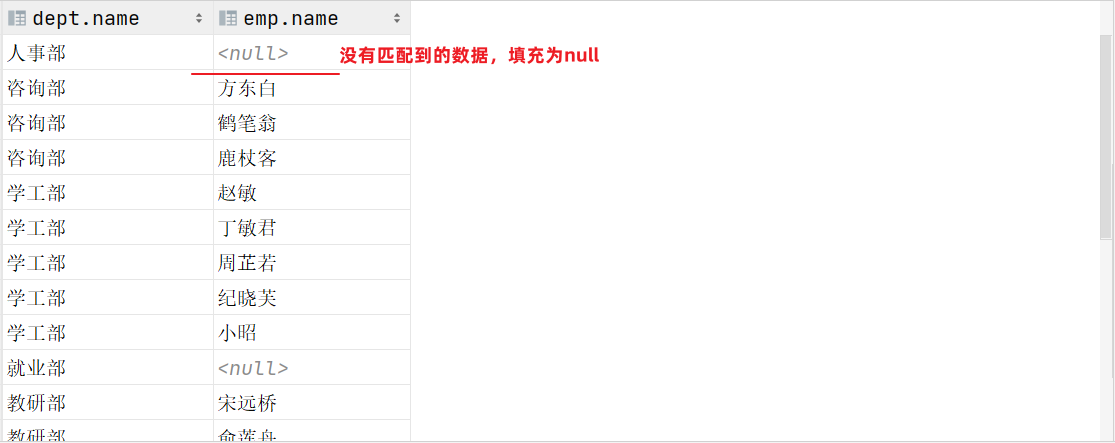 dept.name emp.name
人事部 <null> 没有匹配到的数据，填充为null
咨询部 方东白
咨询部 鹤笔翁
咨询部 鹿杖客
学工部 赵敏
学工部 丁敏君
学工部 周芷若
学工部 纪晓芙
学工部 小昭
就业部 <null>
教研部 宋远桥
教研部 俞莲舟